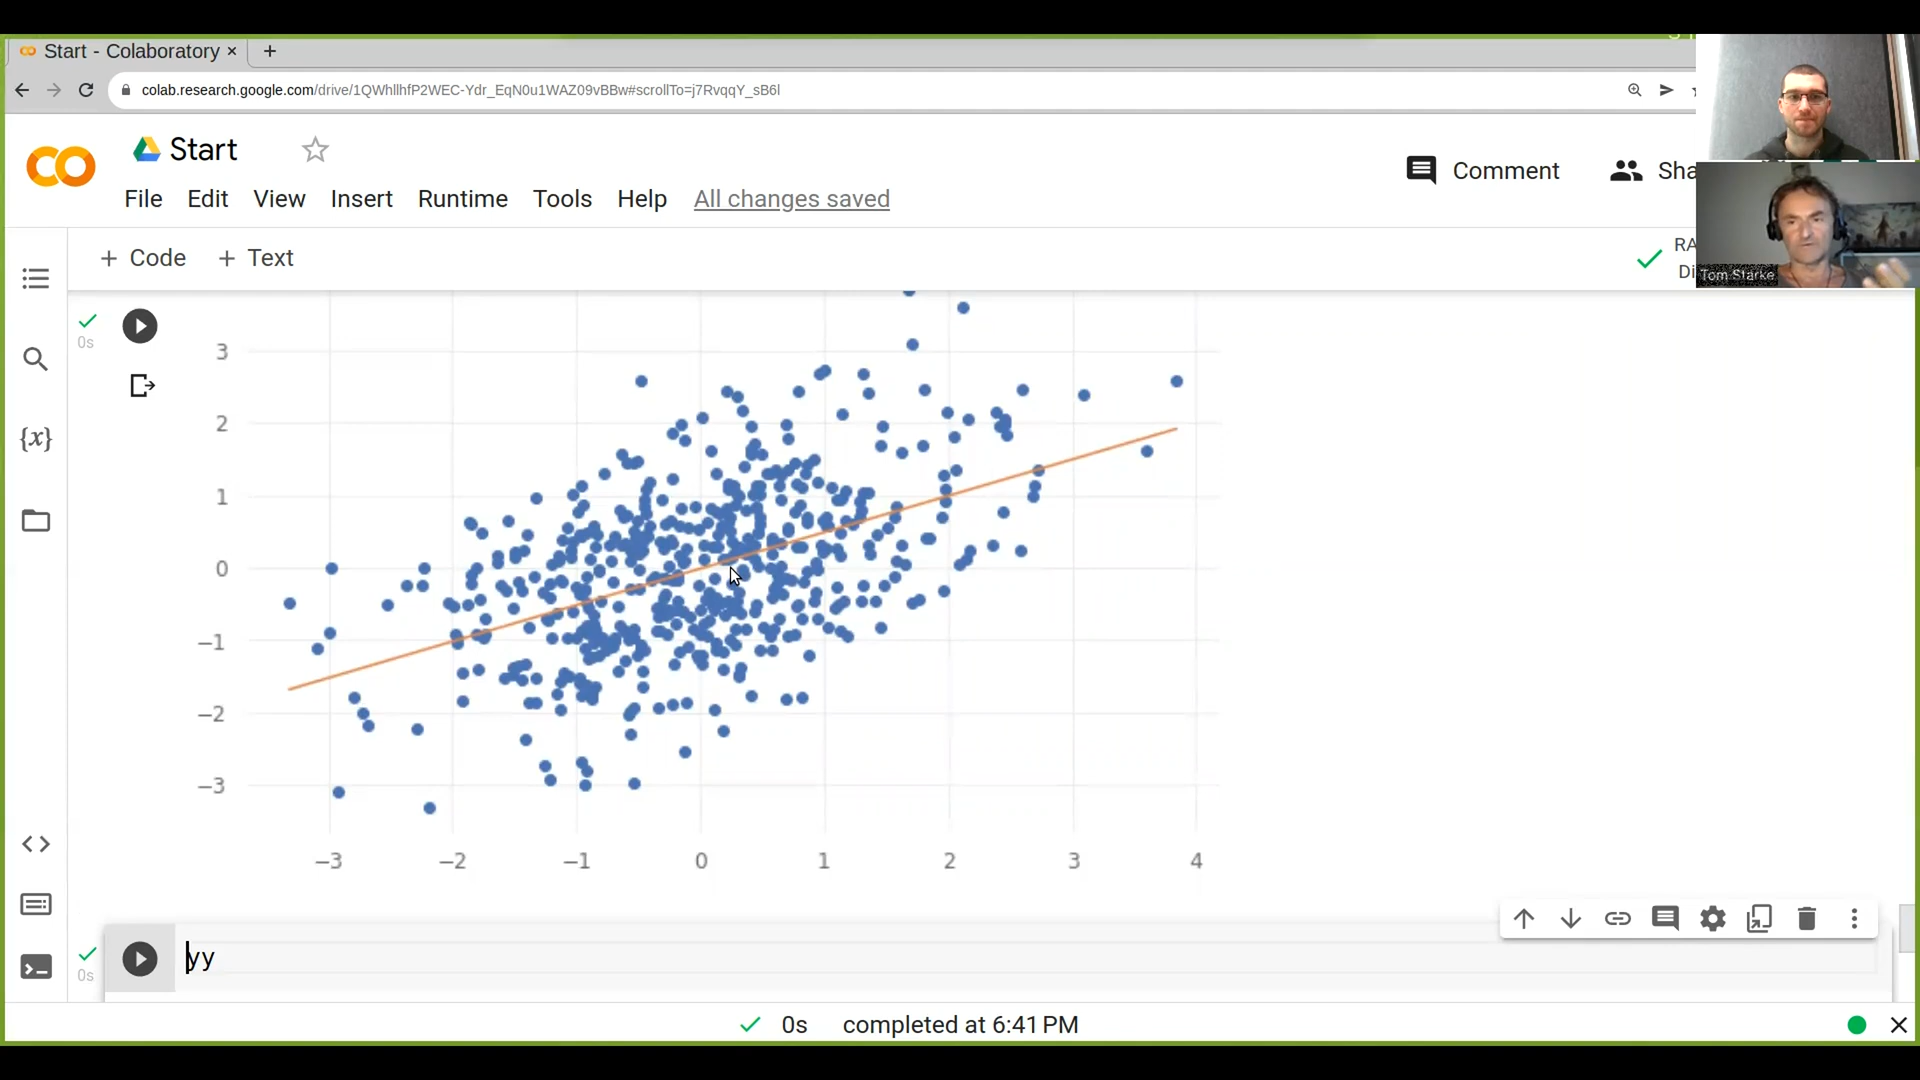 Start - Colaboratory × +
colab.research.google.com/drive/1QWhllhfP2WEC-Ydr_EqN0u1WAZ09vBBw#scrollTo=j7RvqqY_sB6l
Start
Comment
Sha
File Edit View Insert Runtime Tools Help All changes saved
+ Code + Text
RA
Di
Tom Starke
0s
3
2
1
0
−1
−2
−3
−3 −2 −1 0 1 2 3 4
{x}
yy
0s
0s completed at 6:41 PM